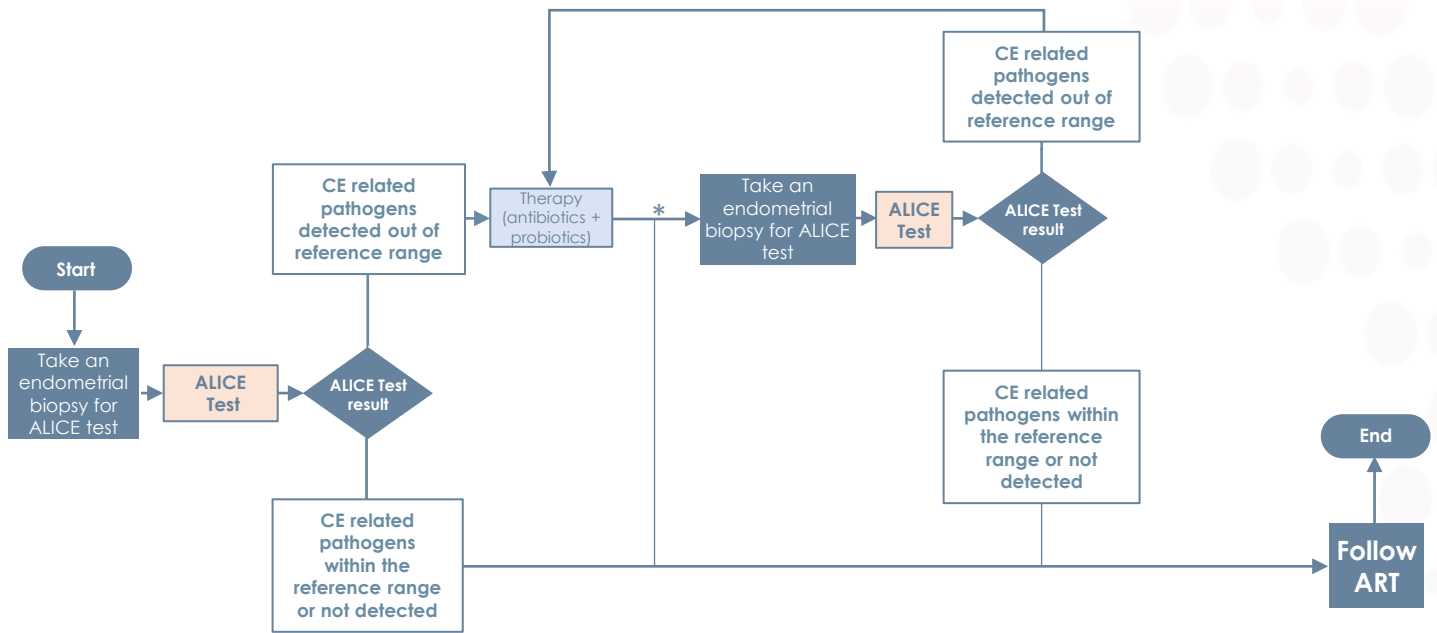 Start
Take an
endometrial
biopsy for
ALICE test
ALICE
Test
ALICE Test
result
CE related
pathogens
detected out of
reference range
CE related
pathogens
within the
reference range
or not detected
Therapy
(antibiotics +
probiotics)
*
Take an
endometrial
biopsy for ALICE
test
ALICE
Test
ALICE Test
result
CE related
pathogens
detected out of
reference range
CE related
pathogens within
the reference
range or not
detected
Follow
ART
End